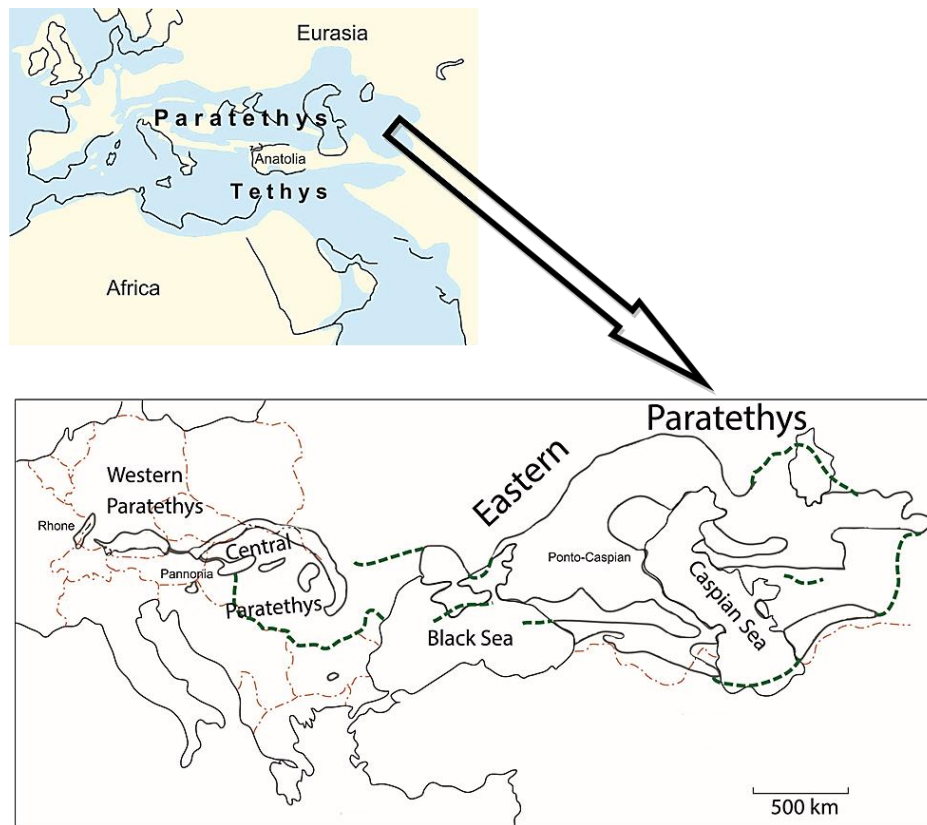 Eurasia
Paratethys
Anatolia
Tethys
Africa
Paratethys
Eastern
Western
Paratethys
Rhone
Central
Pannonia
Paratethys
Ponto-Caspian
Caspian Sea
Black Sea
500 km